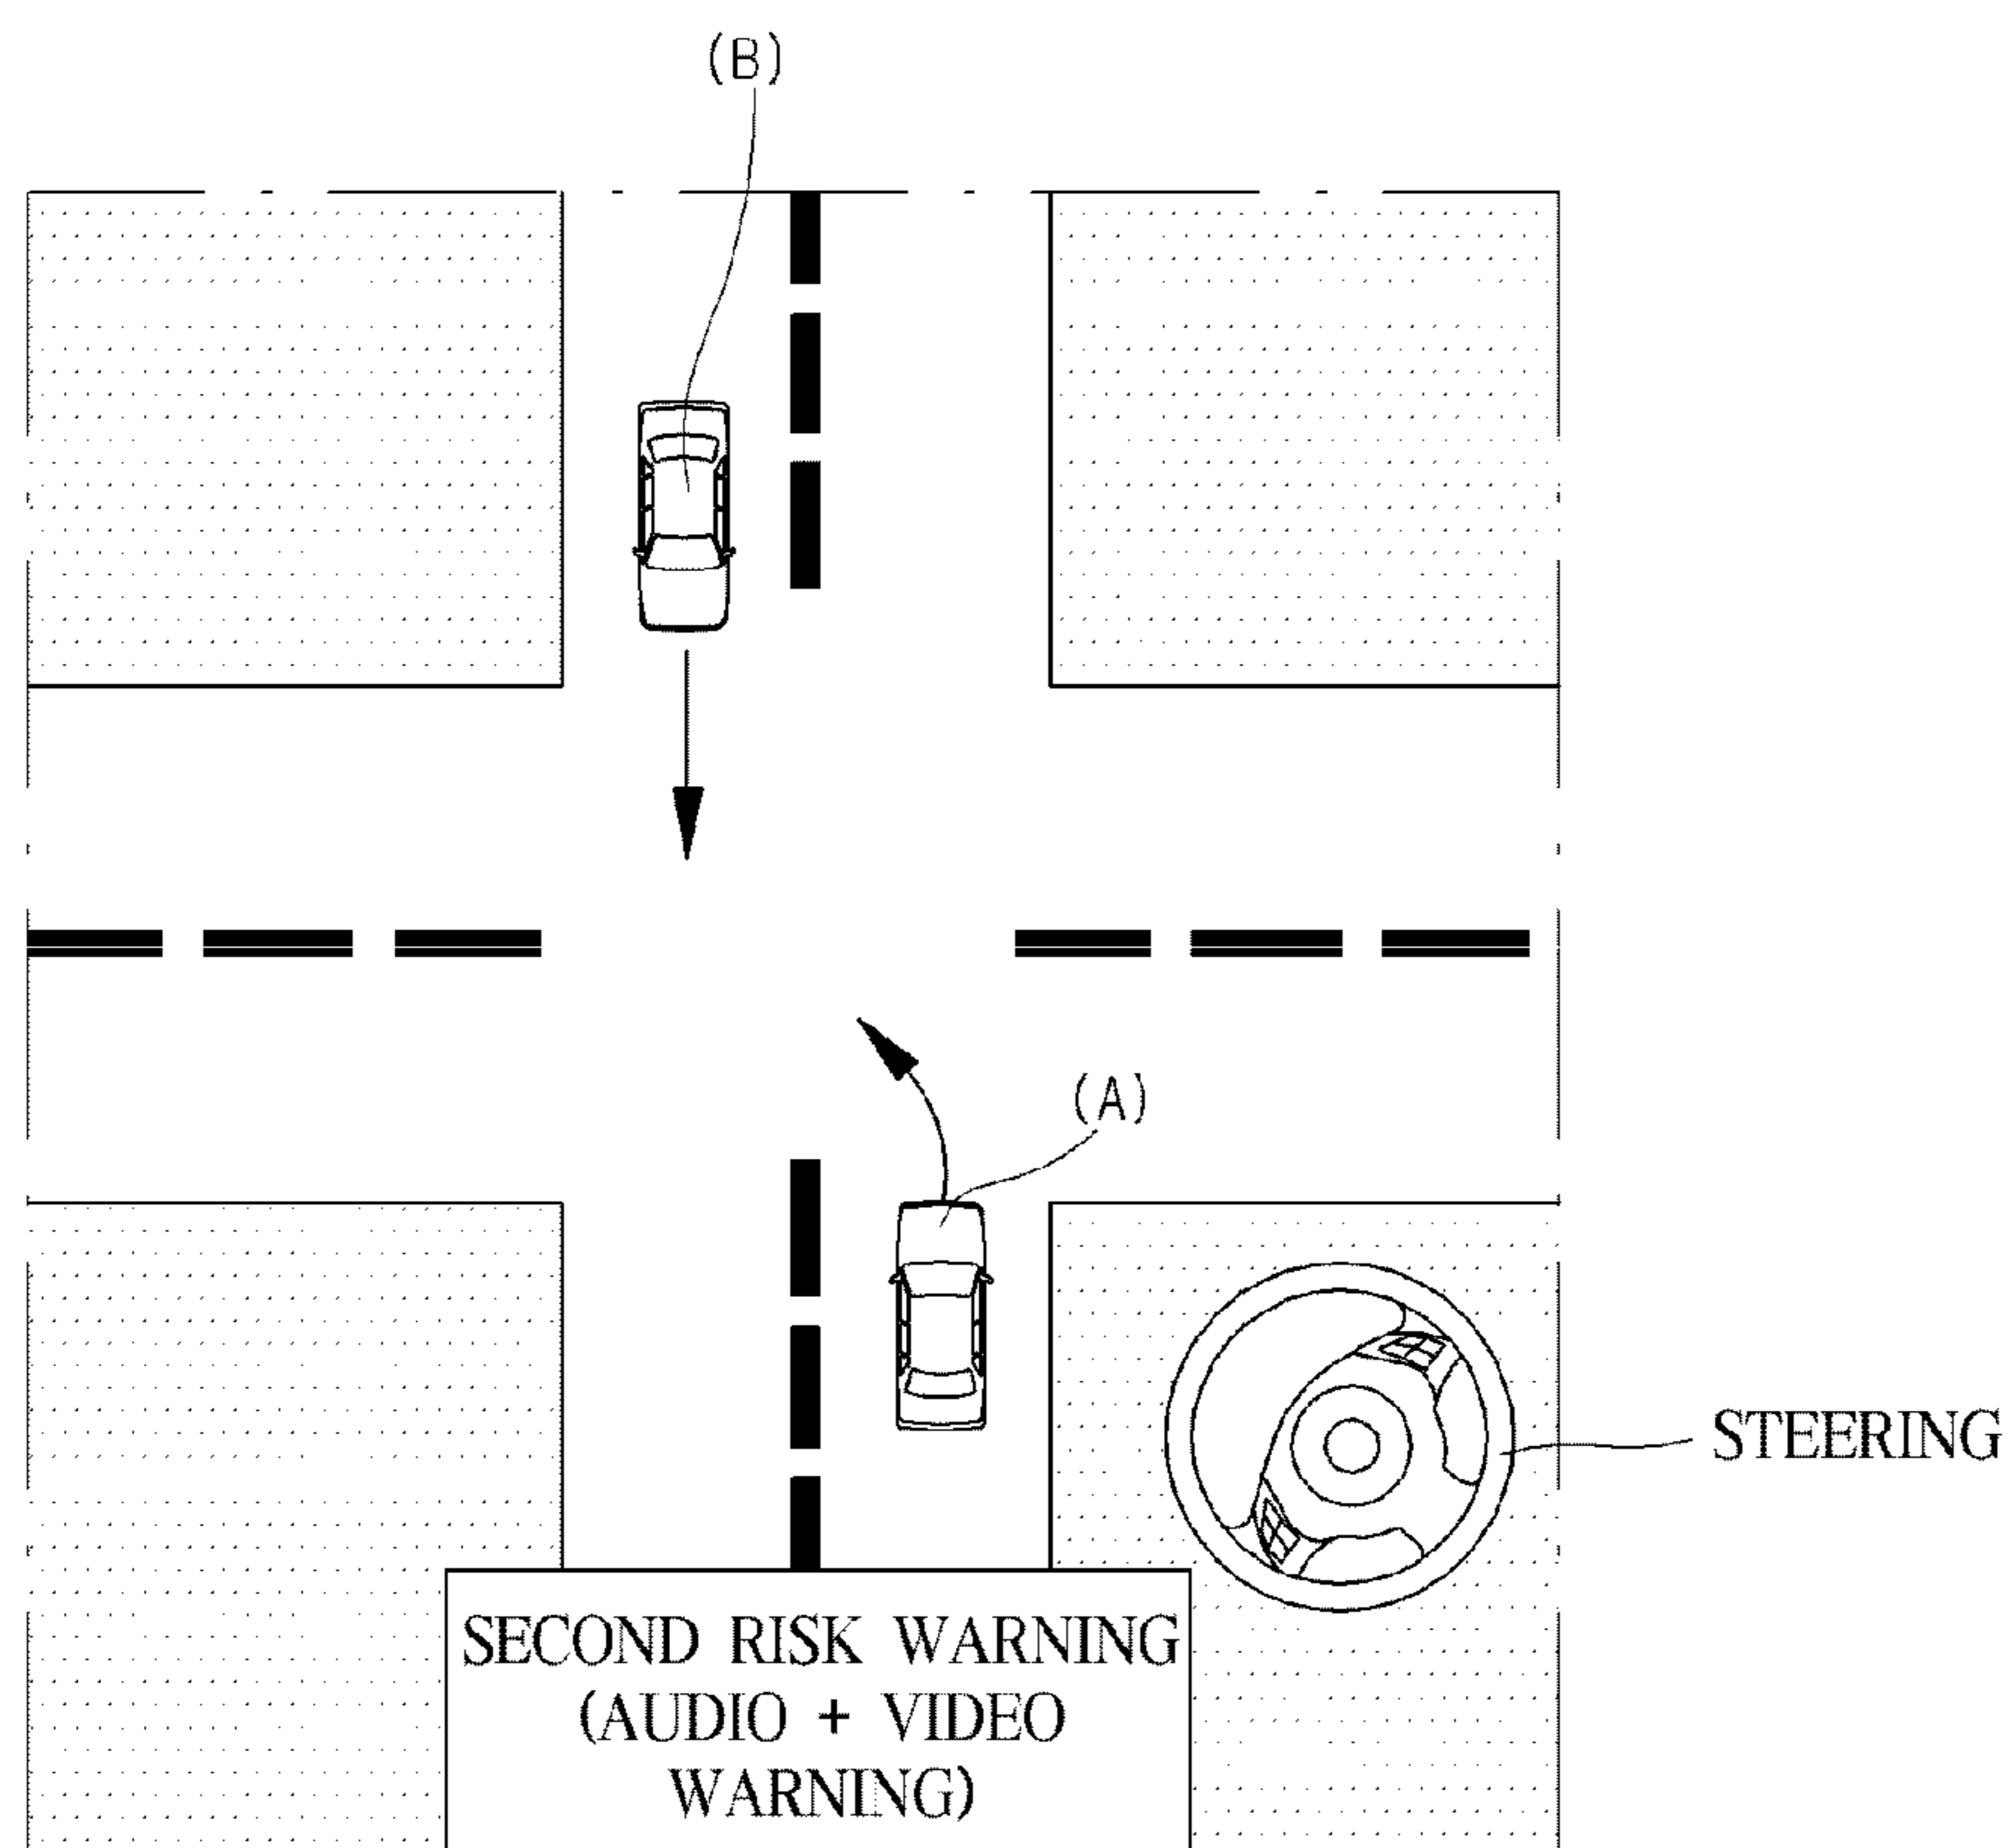 (B)
(A)
STEERING
SECOND RISK WARNING
(AUDIO + VIDEO
WARNING)